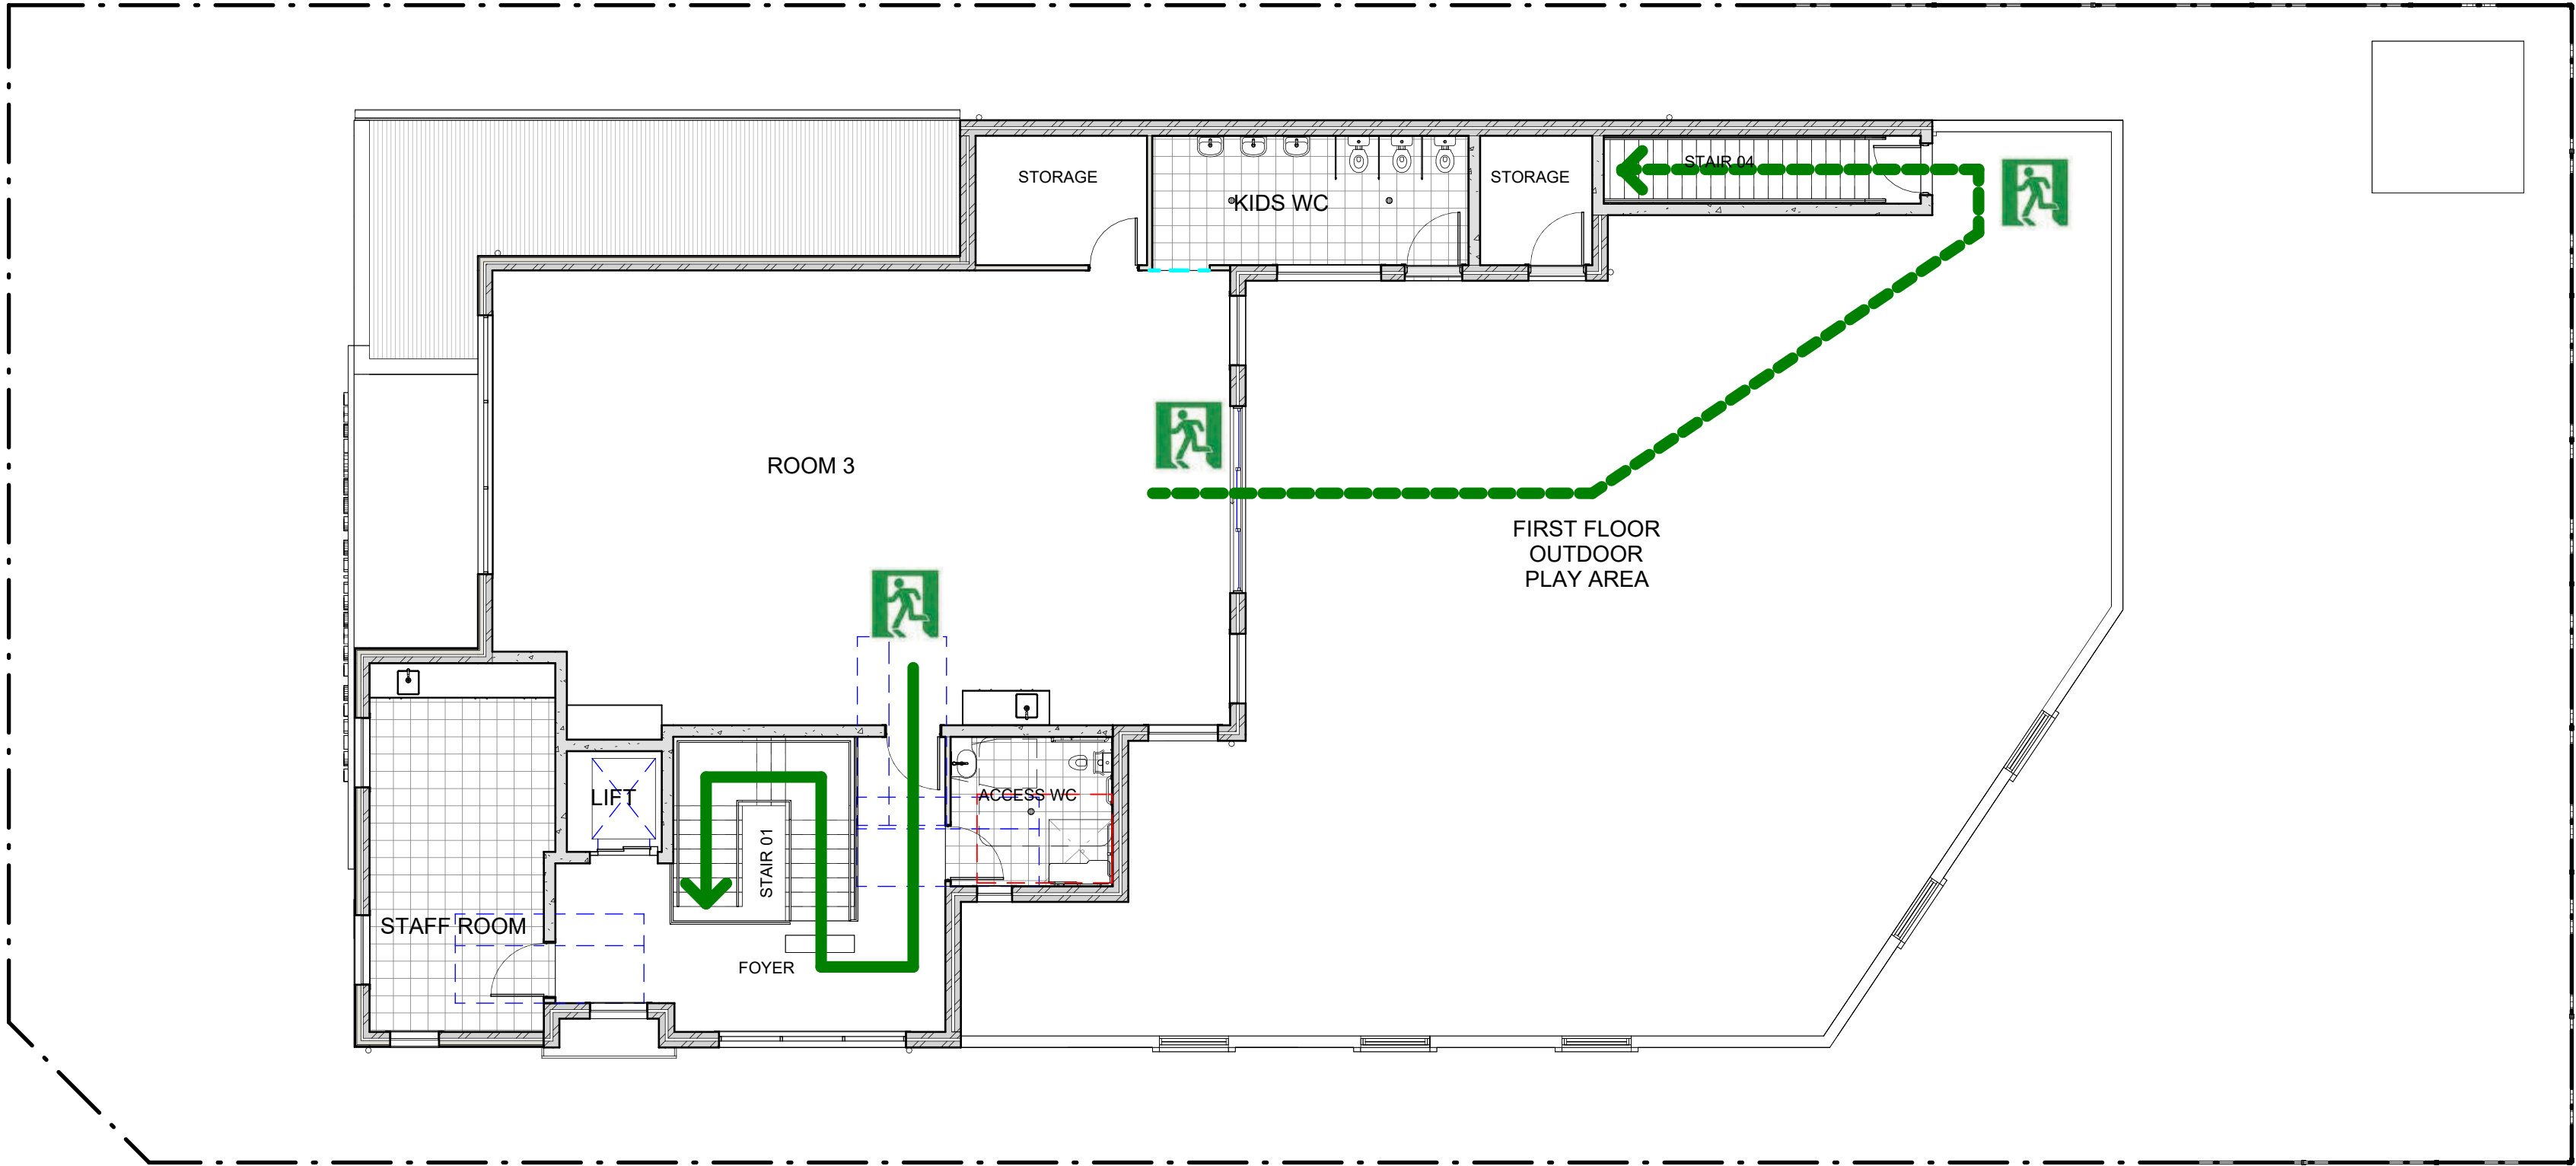 STORAGE
KIDS WC
STORAGE
STAIR 04
ROOM 3
FIRST FLOOR
OUTDOOR
PLAY AREA
LIFT
ACCESS WC
STAIR 01
STAFF ROOM
FOYER